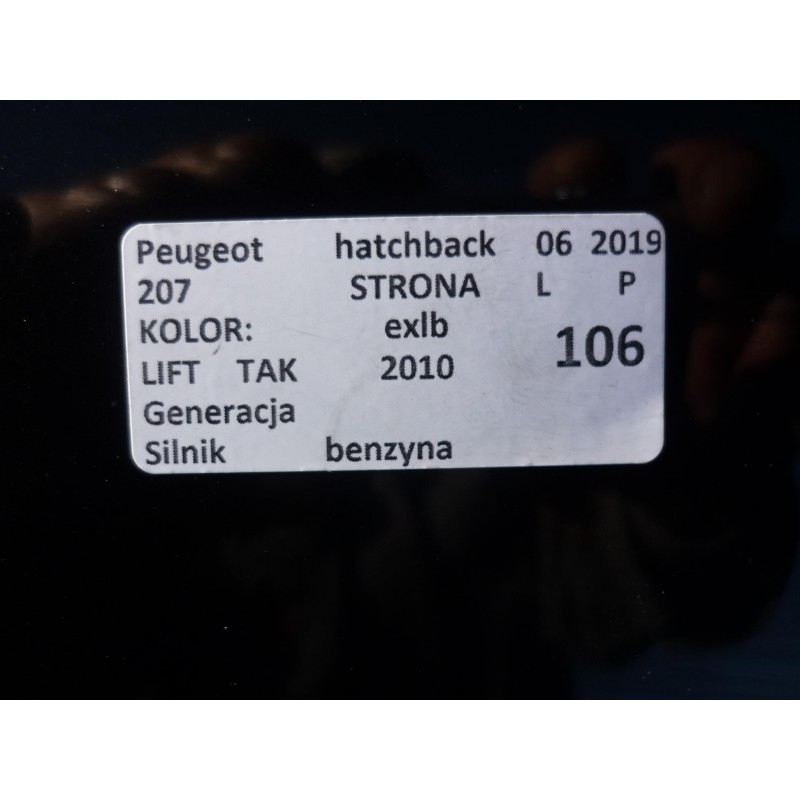 Peugeot hatchback 06 2019
207 STRONA L P
KOLOR: exlb
106
LIFT TAK 2010
Generacja
Silnik benzyna